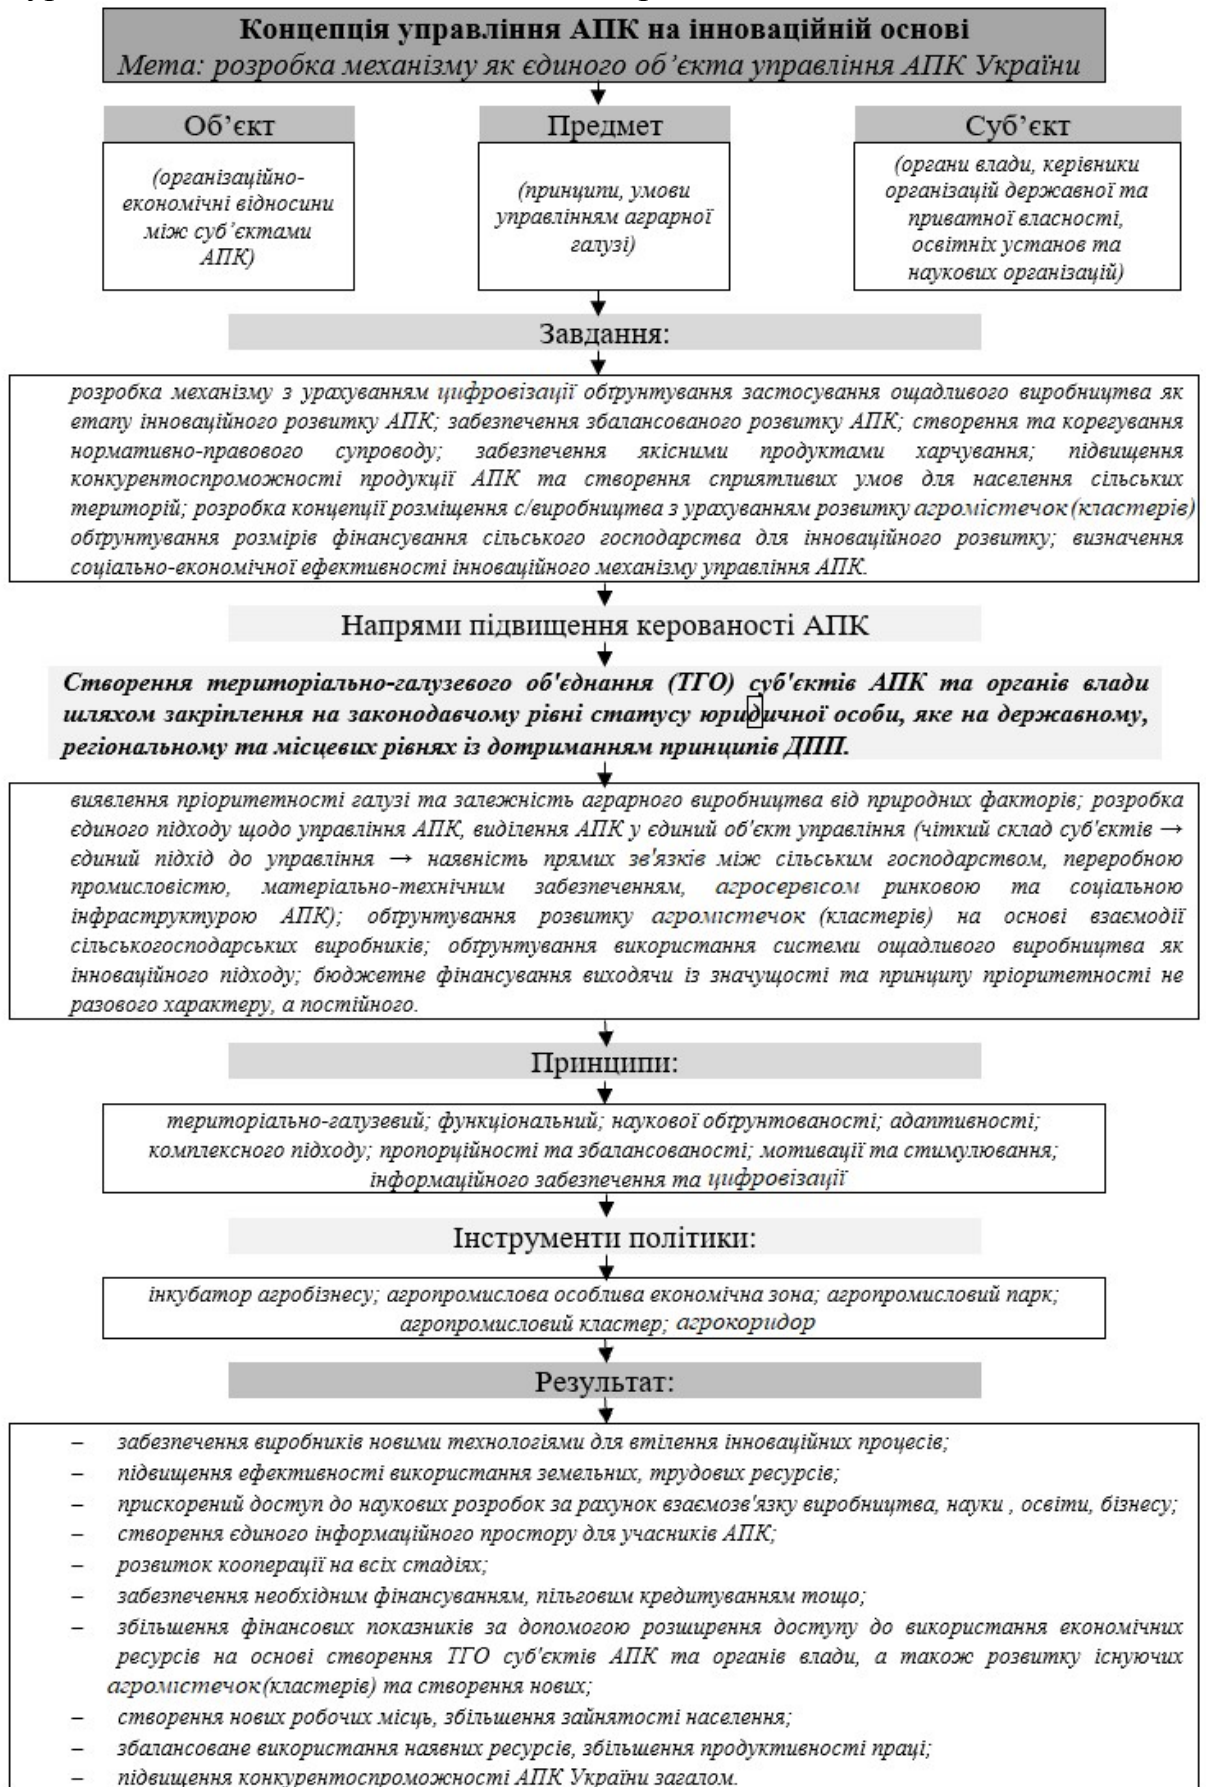 Концепція управління АПК на інноваційній основі
Мета: розробка механізму як єдиного об’єкта управління АПК України
Об’єкт
(організаційно-
економічні відносини
між суб’єктами
АПК)
Предмет
(принципи, умови
управлінням аграрної
галузі)
Суб’єкт
(органи влади, керівники
організацій державної та
приватної власності,
освітніх установ та
наукових організацій)
Завдання:
розробка механізму з урахуванням цифровізації обґрунтування застосування ощадливого виробництва як
етапу інноваційного розвитку АПК; забезпечення збалансованого розвитку АПК; створення та корегування
нормативно-правового супроводу; забезпечення якісними продуктами харчування; підвищення
конкурентоспроможності продукції АПК та створення сприятливих умов для населення сільських
територій; розробка концепції розміщення с/виробництва з урахуванням розвитку агромістечок (кластерів)
обґрунтування розмірів фінансування сільського господарства для інноваційного розвитку; визначення
соціально-економічної ефективності інноваційного механізму управління АПК.
Напрями підвищення керованості АПК
Створення територіально-галузевого об'єднання (ТГО) суб'єктів АПК та органів влади
шляхом закріплення на законодавчому рівні статусу юридичної особи, яке на державному,
регіональному та місцевих рівнях із дотриманням принципів ДПП.
виявлення пріоритетності галузі та залежність аграрного виробництва від природних факторів; розробка
єдиного підходу щодо управління АПК, виділення АПК у єдиний об’єкт управління (чіткий склад суб'єктів →
єдиний підхід до управління → наявність прямих зв'язків між сільським господарством, переробною
промисловістю, матеріально-технічним забезпеченням, агросервісом ринковою та соціальною
інфраструктурою АПК); обґрунтування розвитку агромістечок (кластерів) на основі взаємодії
сільськогосподарських виробників; обґрунтування використання системи ощадливого виробництва як
інноваційного підходу; бюджетне фінансування виходячи із значущості та принципу пріоритетності не
разового характеру, а постійного.
Принципи:
територіально-галузевий; функціональний; наукової обґрунтованості; адаптивності;
комплексного підходу; пропорційності та збалансованості; мотивації та стимулювання;
інформаційного забезпечення та цифровізації
Інструменти політики:
інкубатор агробізнесу; агропромислова особлива економічна зона; агропромисловий парк;
агропромисловий кластер; агрокоридор
Результат:
– забезпечення виробників новими технологіями для втілення інноваційних процесів;
– підвищення ефективності використання земельних, трудових ресурсів;
– прискорений доступ до наукових розробок за рахунок взаємозв'язку виробництва, науки , освіти, бізнесу;
– створення єдиного інформаційного простору для учасників АПК;
– розвиток кооперації на всіх стадіях;
– забезпечення необхідним фінансуванням, пільговим кредитуванням тощо;
– збільшення фінансових показників за допомогою розширення доступу до використання економічних
ресурсів на основі створення ТГО суб'єктів АПК та органів влади, а також розвитку існуючих
агромістечок (кластерів) та створення нових;
– створення нових робочих місць, збільшення зайнятості населення;
– збалансоване використання наявних ресурсів, збільшення продуктивності праці;
– підвищення конкурентоспроможності АПК України загалом.